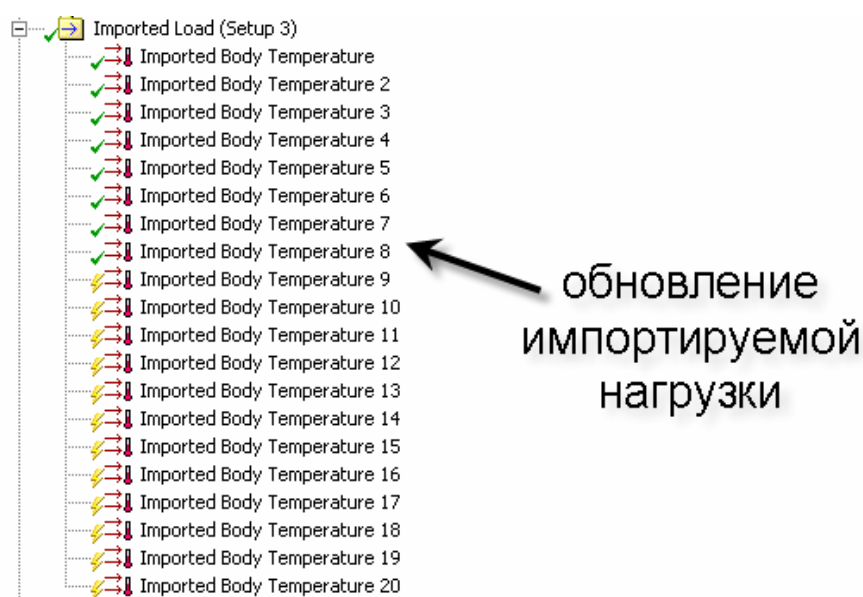 Imported Load (Setup 3)
Imported Body Temperature
Imported Body Temperature 2
Imported Body Temperature 3
Imported Body Temperature 4
Imported Body Temperature 5
Imported Body Temperature 6
Imported Body Temperature 7
Imported Body Temperature 8
Imported Body Temperature 9
Imported Body Temperature 10
Imported Body Temperature 11
Imported Body Temperature 12
Imported Body Temperature 13
Imported Body Temperature 14
Imported Body Temperature 15
Imported Body Temperature 16
Imported Body Temperature 17
Imported Body Temperature 18
Imported Body Temperature 19
Imported Body Temperature 20
обновление
импортируемой
нагрузки